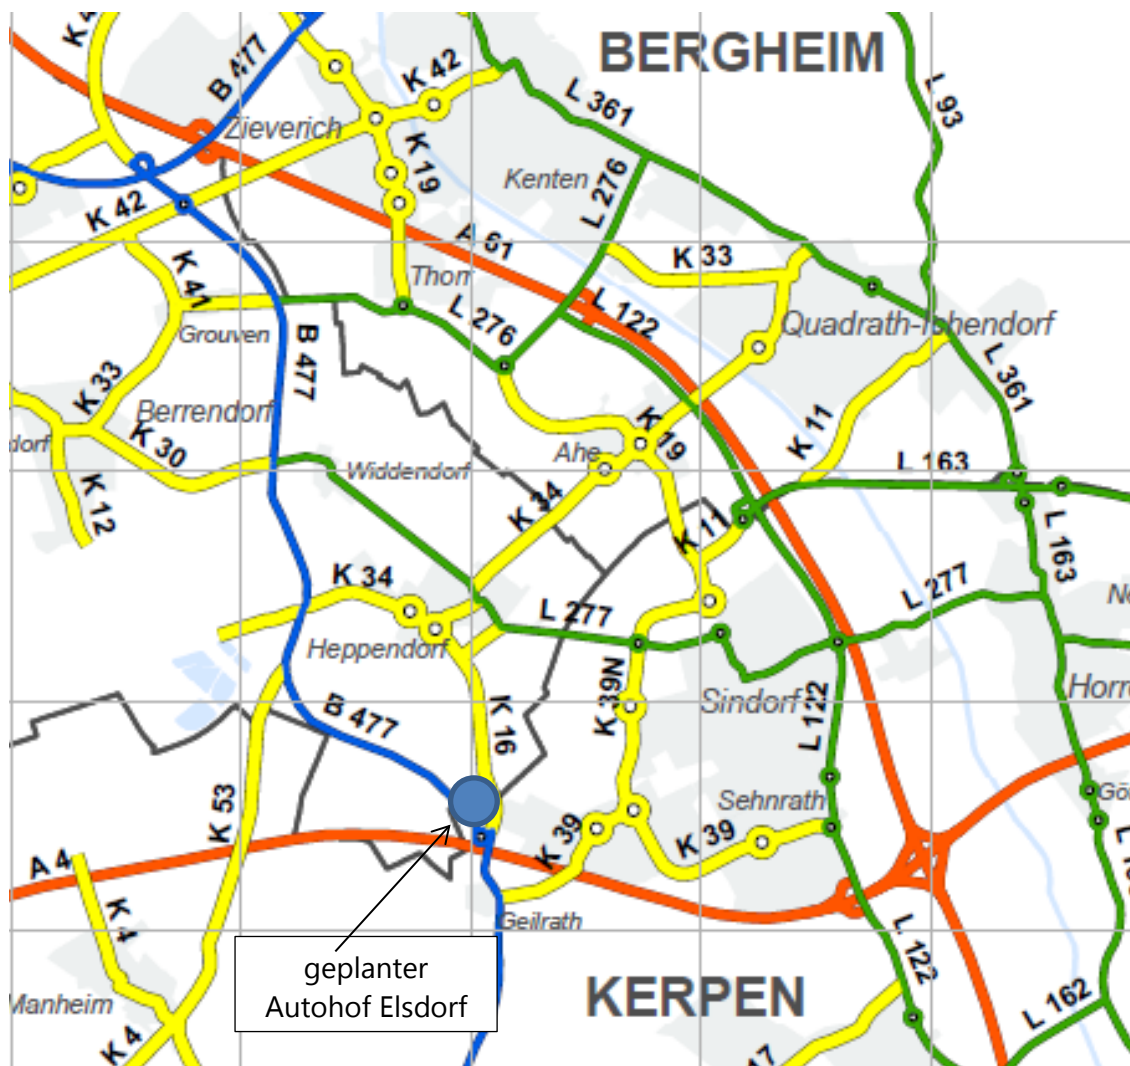 BERGHEIM
B 477
K 42
L 361
L 93
Zieverich
K 19
Kenten
L 276
K 42
A 61
K 33
K 41
Thorr
L 276
L 122
Quadrath-Ichendorf
Grouven
B 477
L 361
K 33
Berrendorf
K 30
K 19
K 11
Ahe
L 163
dorf
Widdendorf
K 12
K 34
K 11
L 163
K 34
L 277
L 277
Heppendorf
K 39N
Sindorf
Horr
B 477
K 16
L 122
K 53
Sehnrath
K 39
K 39
A 4
K 4
Geilrath
L 122
geplanter
Autohof Elsdorf
KERPEN
L 162
Manheim
K 4
17